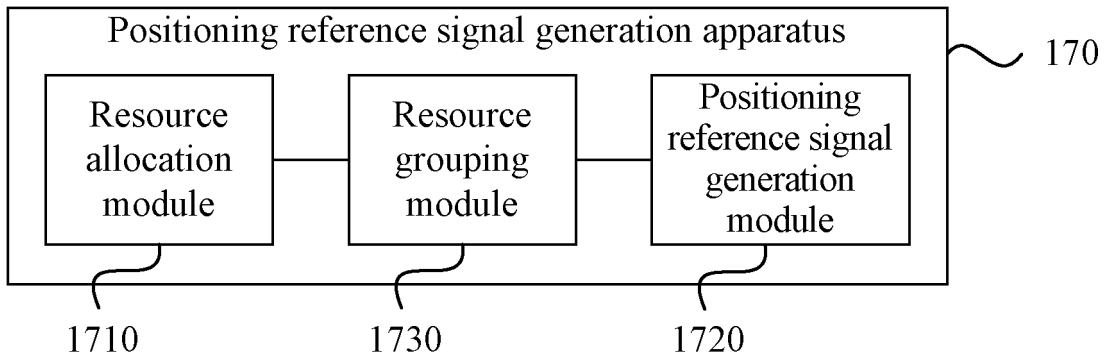 Positioning reference signal generation apparatus
170
Resource
allocation
module
Resource
grouping
module
Positioning
reference signal
generation
module
1710
1730
1720